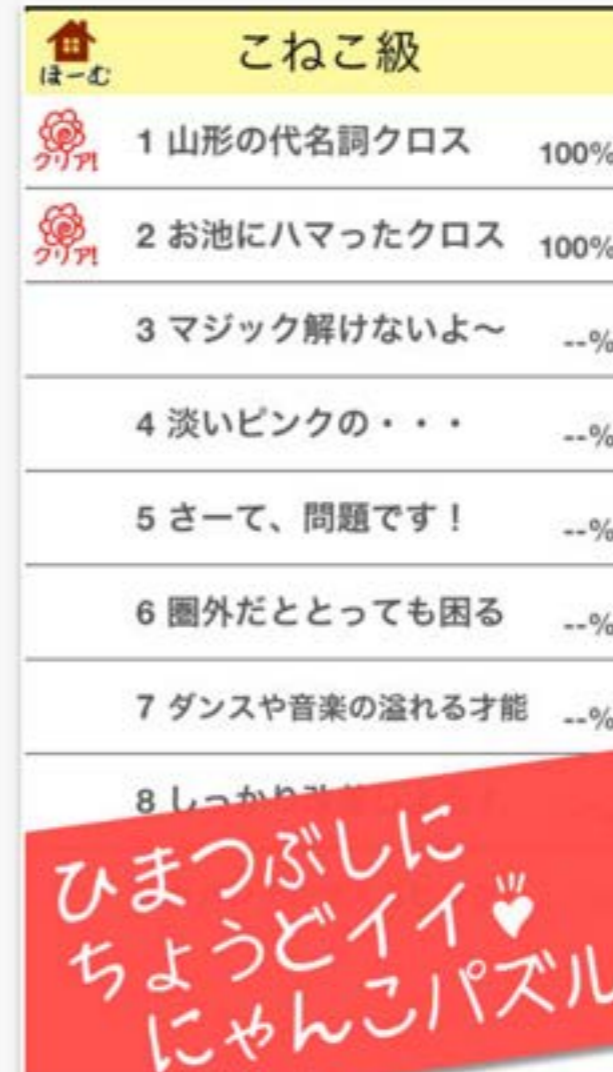 ほーむ
こねこ級
クリア!
1 山形の代名詞クロス 100%
クリア!
2 お池にハマったクロス 100%
3 マジック解けないよ〜 --%
4 淡いピンクの・・・ --%
5 さーて、問題です！ --%
6 圏外だととっても困る --%
7 ダンスや音楽の溢れる才能 --%
8 しっかり
ひまつぶしに
ちょうどイイ
にゃんこパズル